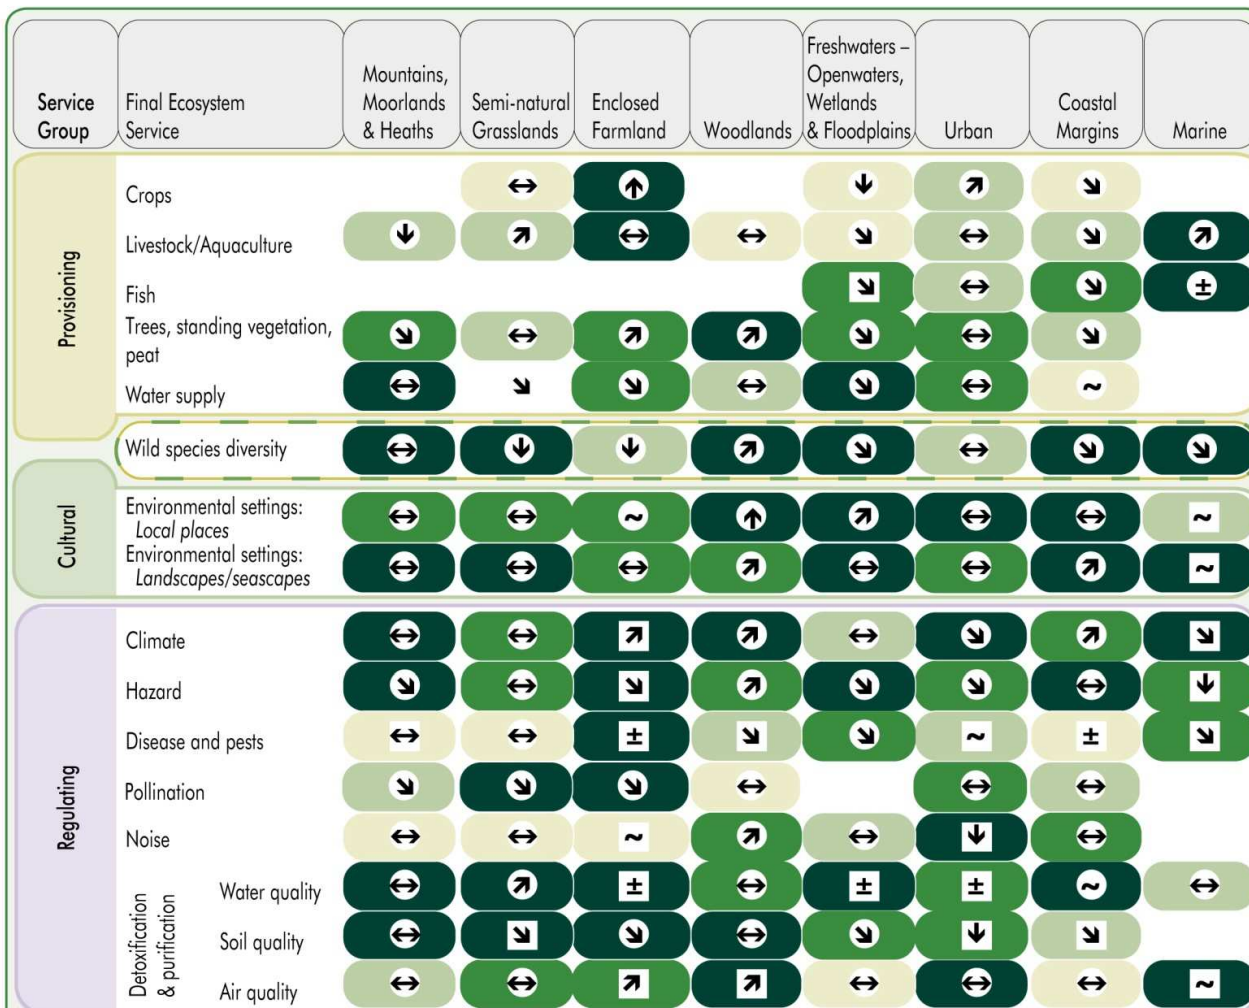 Service
Group
Final Ecosystem
Service
Mountains,
Moorlands
& Heaths
Semi-natural
Grasslands
Enclosed
Farmland
Woodlands
Freshwaters –
Openwaters,
Wetlands
& Floodplains
Urban
Coastal
Margins
Marine
Provisioning
Crops
↔ ↑ ↓ ↗ ↘
Livestock/Aquaculture
↓ ↗ ↔ ↔ ↘ ↔ ↘ ↗
Fish
↘ ↔ ↘ ±
Trees, standing vegetation,
peat
↘ ↔ ↗ ↗ ↘ ↔ ↘
Water supply
↔ ↘ ↘ ↔ ↘ ↔ ~
Wild species diversity
↔ ↓ ↓ ↗ ↘ ↔ ↘ ↘
Cultural
Environmental settings:
Local places
↔ ↔ ~ ↑ ↗ ↔ ↔ ~
Environmental settings:
Landscapes/seascapes
↔ ↔ ↔ ↗ ↔ ↔ ↗ ~
Regulating
Climate
↔ ↔ ↗ ↗ ↔ ↘ ↗ ↘
Hazard
↘ ↔ ↘ ↗ ↘ ↘ ↔ ↓
Disease and pests
↔ ↔ ± ↘ ↘ ~ ± ↘
Pollination
↘ ↘ ↘ ↔ ↔ ↔
Noise
↔ ↔ ~ ↗ ↔ ↓ ↔
Detoxification
& purification
Water quality
↔ ↗ ± ↔ ± ± ~ ↔
Soil quality
↔ ↘ ↘ ↔ ↘ ↓ ↘
Air quality
↔ ↔ ↗ ↗ ↔ ↔ ↔ ~